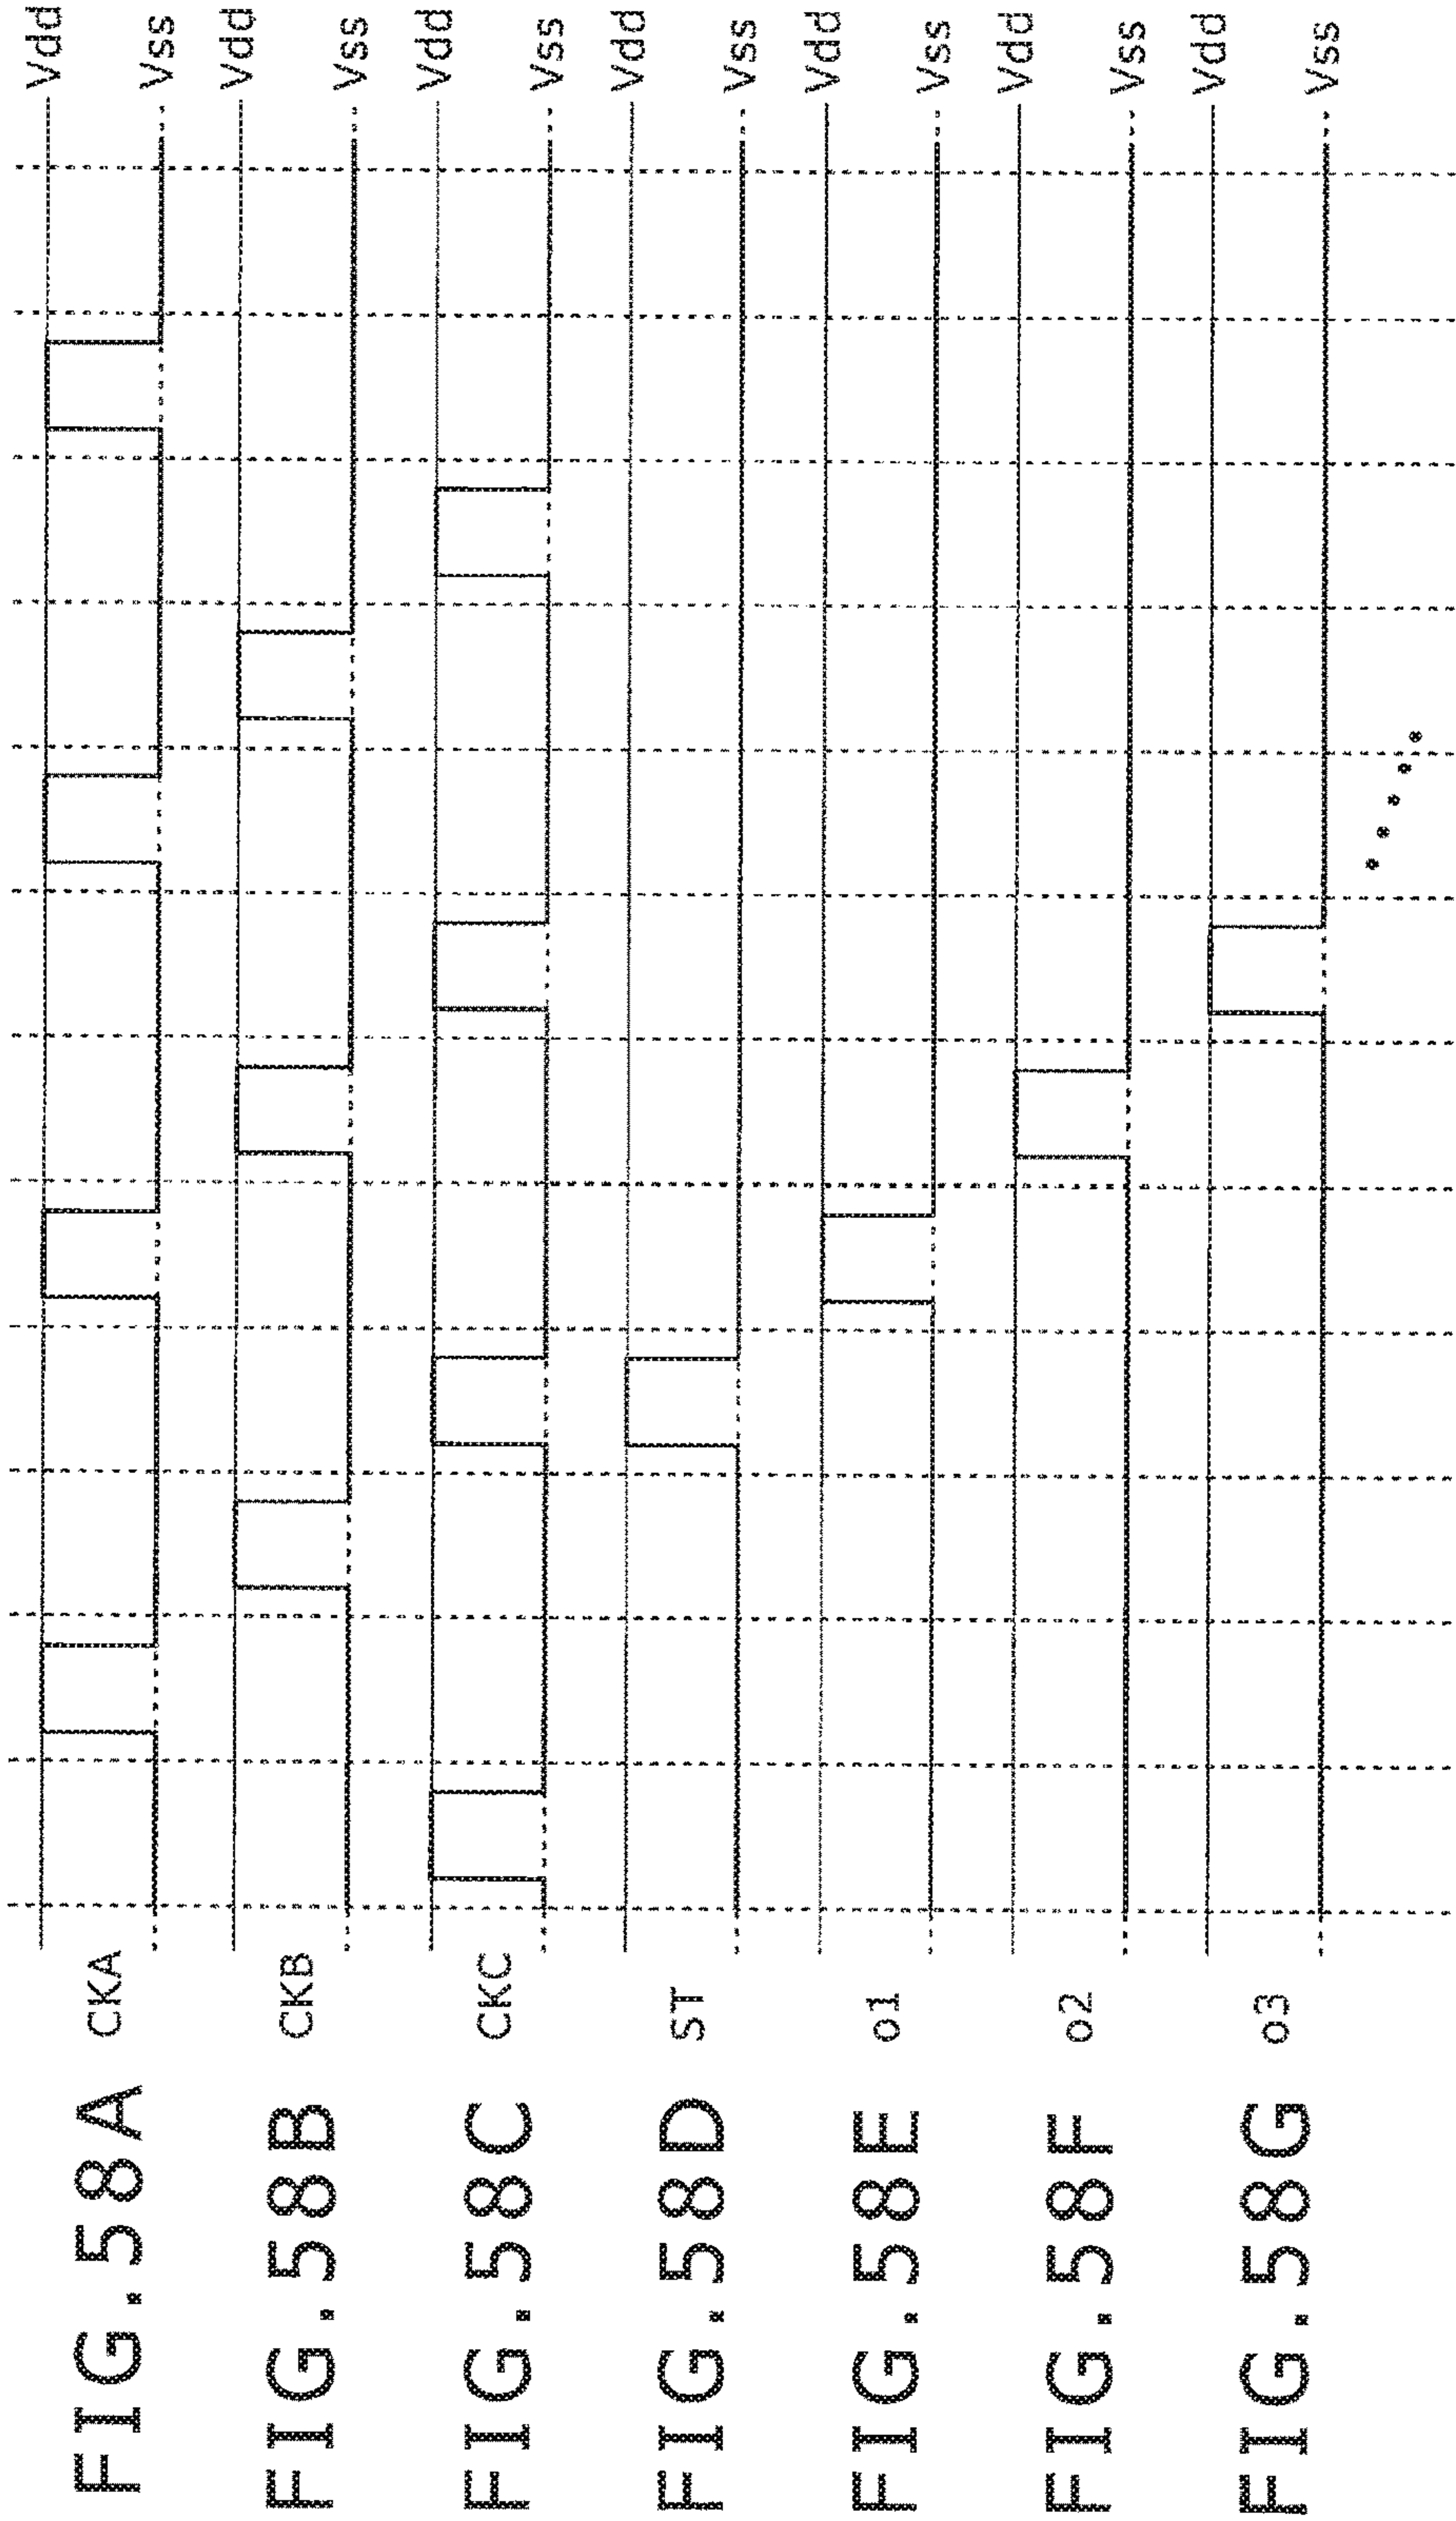 FIG.58A CKA Vdd
Vss
FIG.58B CKB Vdd
Vss
FIG.58C CKC Vdd
Vss
FIG.58D ST Vdd
Vss
FIG.58E o1 Vdd
Vss
FIG.58F o2 Vdd
Vss
FIG.58G o3 Vdd
Vss